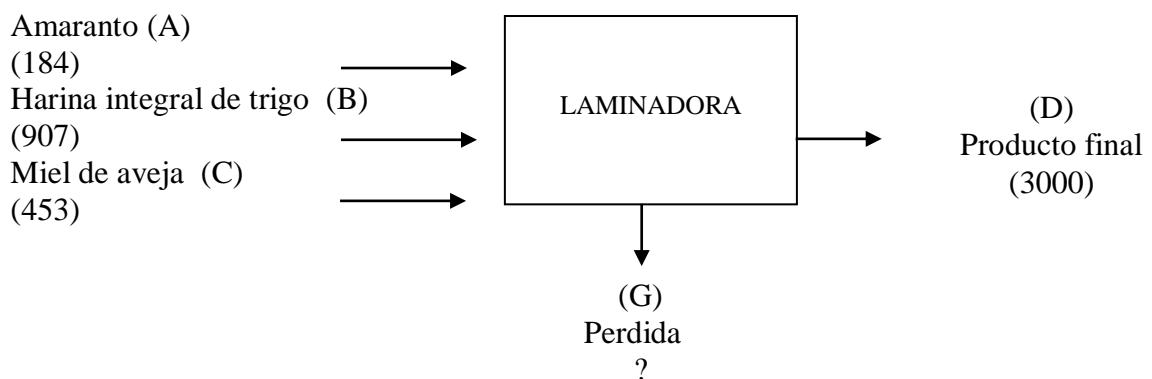 Amaranto (A)
(184)
Harina integral de trigo (B)
(907)
Miel de aveja (C)
(453)
LAMINADORA
(D)
Producto final
(3000)
(G)
Perdida
?